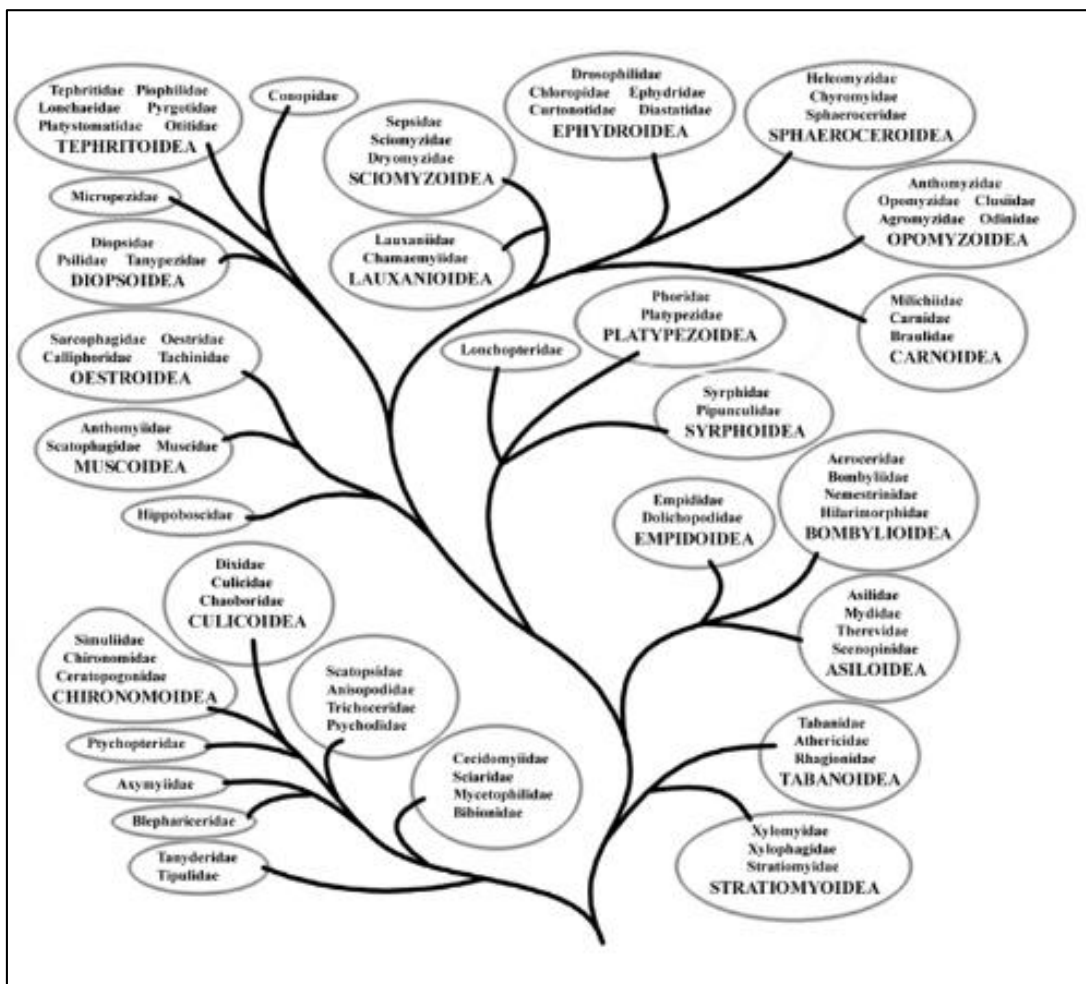 Tephritidae Piophilidae
Lonchaeidae Pyrgotidae
Platystomatidae Otitidae
TEPHRITOIDEA
Conopidae
Sepsidae
Sciomyzidae
Dryomyzidae
SCIOMYZOIDEA
Drosophilidae
Chloropidae Ephydridae
Curtonotidae Diastatidae
EPHYDROIDEA
Heleomyzidae
Chyromyidae
Sphaeroceridae
SPHAEROCEROIDEA
Micropezidae
Anthomyzidae
Opomyzidae Clusiidae
Agromyzidae Odinidae
OPOMYZOIDEA
Diopsidae
Psilidae Tanypezidae
DIOPSOIDEA
Lauxaniidae
Chamaemyiidae
LAUXANIOIDEA
Phoridae
Platypezidae
PLATYPEZOIDEA
Milichiidae
Carnidae
Braulidae
CARNOIDEA
Sarcophagidae Oestridae
Calliphoridae Tachinidae
OESTROIDEA
Lonchopteridae
Syrphidae
Pipunculidae
SYRPHOIDEA
Anthomyiidae
Scatophagidae Muscidae
MUSCOIDEA
Acroceridae
Bombyliidae
Nemestrinidae
Hilarimorphidae
BOMBYLIOIDEA
Empididae
Dolichopodidae
EMPIDOIDEA
Hippoboscidae
Dixidae
Culicidae
Chaoboridae
CULICOIDEA
Asilidae
Mydidae
Therevidae
Scenopinidae
ASILOIDEA
Simuliidae
Chironomidae
Ceratopogonidae
CHIRONOMOIDEA
Scatopsidae
Anisopodidae
Trichoceridae
Psychodidae
Tabanidae
Athericidae
Rhagionidae
TABANOIDEA
Ptychopteridae
Cecidomyiidae
Sciaridae
Mycetophilidae
Bibionidae
Axymyiidae
Blephariceridae
Xylomyidae
Xylophagidae
Stratiomyidae
STRATIOMYOIDEA
Tanyderidae
Tipulidae